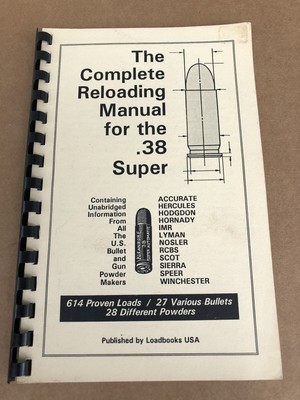 The
Complete
Reloading
Manual
for the
.38
Super
Containing
Unabridged
Information
From
All
The
U.S.
Bullet
and
Gun
Powder
Makers
ACCURATE
HERCULES
HODGDON
HORNADY
IMR
LYMAN
NOSLER
RCBS
SCOT
SIERRA
SPEER
WINCHESTER
614 Proven Loads / 27 Various Bullets
28 Different Powders
Published by Loadbooks USA